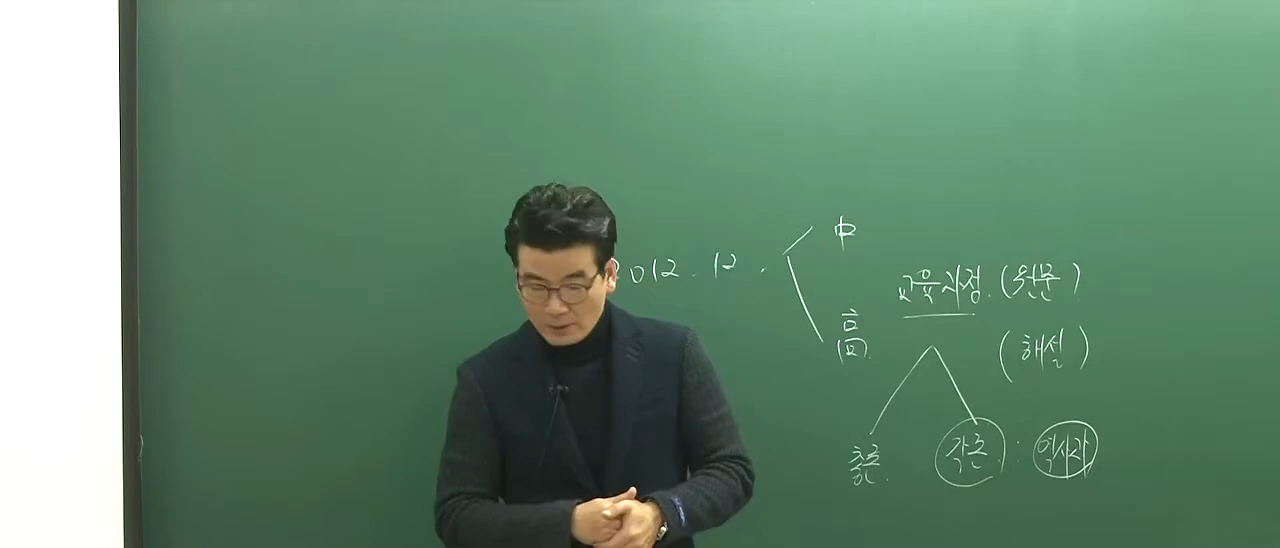 2012. 12.
中
高
교육과정. (원문)
(해설)
총론.
각론 : 역사과